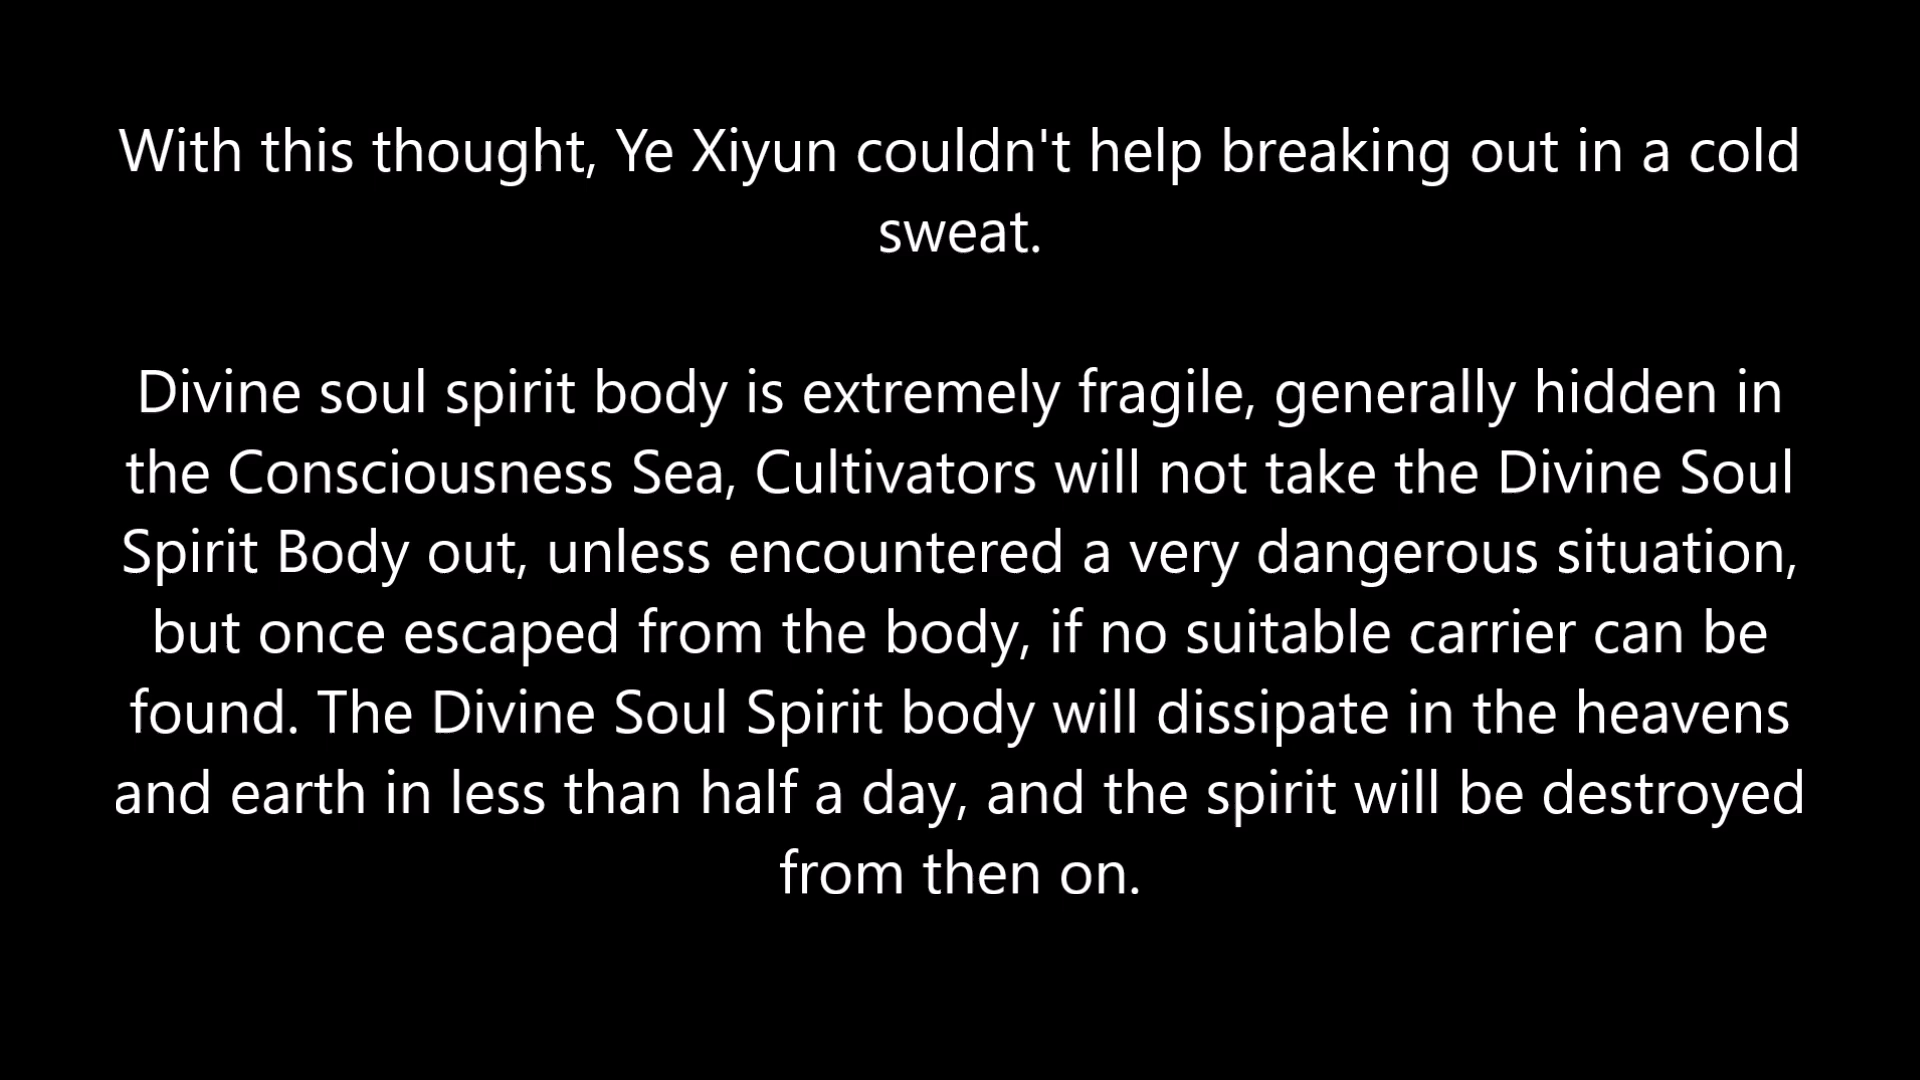 With this thought, Ye Xiyun couldn't help breaking out in a cold
sweat.
Divine soul spirit body is extremely fragile, generally hidden in
the Consciousness Sea, Cultivators will not take the Divine Soul
Spirit Body out, unless encountered a very dangerous situation,
but once escaped from the body, if no suitable carrier can be
found. The Divine Soul Spirit body will dissipate in the heavens
and earth in less than half a day, and the spirit will be destroyed
from then on.